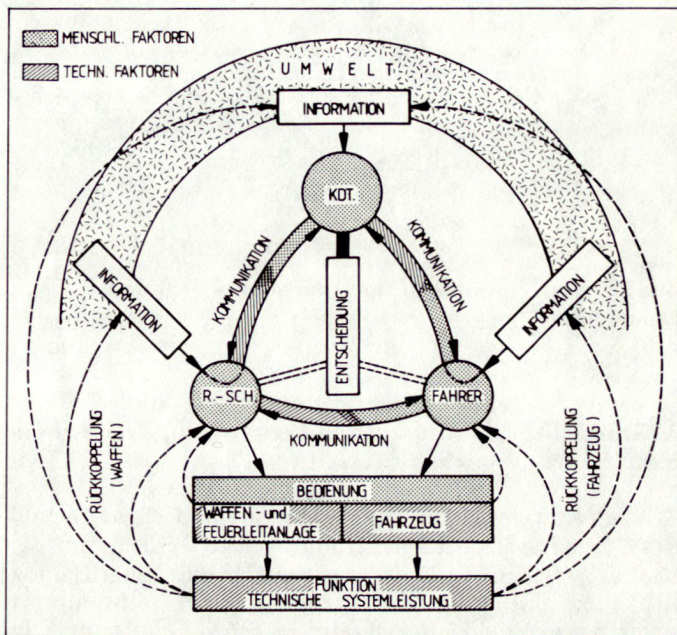 MENSCHL. FAKTOREN
TECHN. FAKTOREN
UMWELT
INFORMATION
KDT.
KOMMUNIKATION
KOMMUNIKATION
INFORMATION
INFORMATION
ENTSCHEIDUNG
R.-SCH.
FAHRER
KOMMUNIKATION
RÜCKKOPPELUNG
(WAFFEN)
RÜCKKOPPELUNG
(FAHRZEUG)
BEDIENUNG
WAFFEN- und
FEUERLEITANLAGE
FAHRZEUG
FUNKTION
TECHNISCHE SYSTEMLEISTUNG